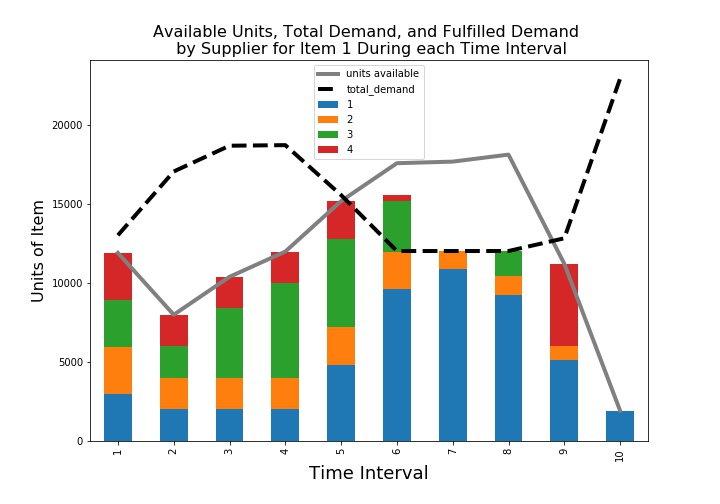 Available Units, Total Demand, and Fulfilled Demand
by Supplier for Item 1 During each Time Interval
units available
total_demand
1
2
3
4
Units of Item
20000
15000
10000
5000
0
1 2 3 4 5 6 7 8 9 10
Time Interval